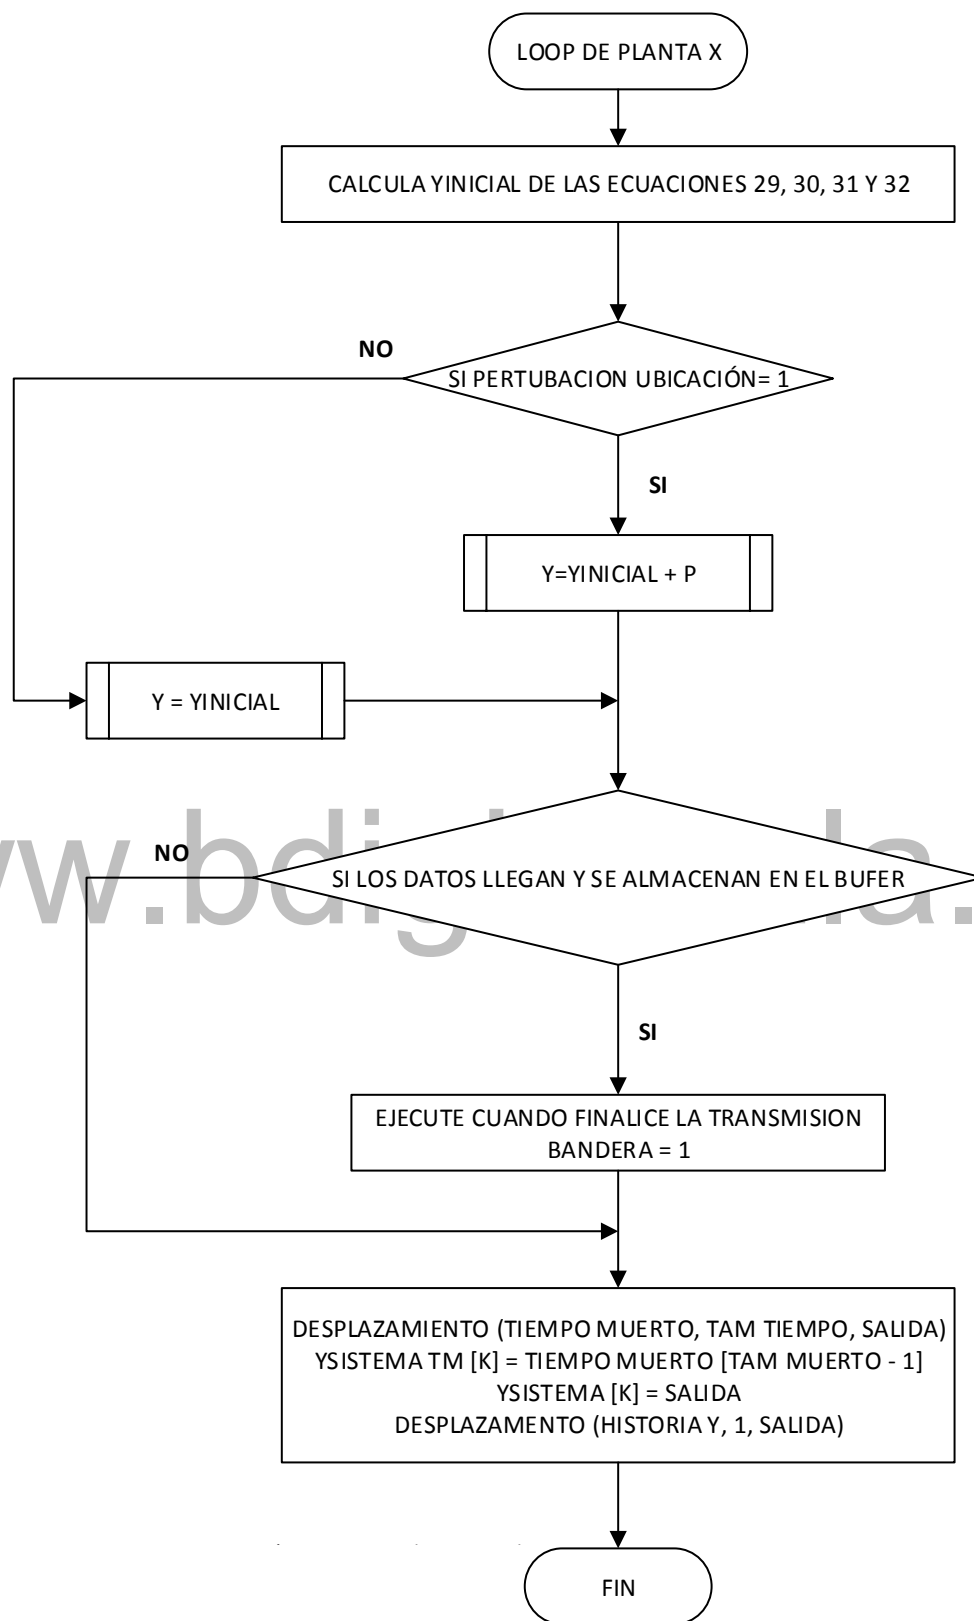 LOOP DE PLANTA X
CALCULA YINICIAL DE LAS ECUACIONES 29, 30, 31 Y 32
NO
SI PERTUBACION UBICACIÓN= 1
SI
Y=YINICIAL + P
Y = YINICIAL
NO
SI LOS DATOS LLEGAN Y SE ALMACENAN EN EL BUFER
SI
EJECUTE CUANDO FINALICE LA TRANSMISION
BANDERA = 1
DESPLAZAMIENTO (TIEMPO MUERTO, TAM TIEMPO, SALIDA)
YSISTEMA TM [K] = TIEMPO MUERTO [TAM MUERTO - 1]
YSISTEMA [K] = SALIDA
DESPLAZAMENTO (HISTORIA Y, 1, SALIDA)
FIN